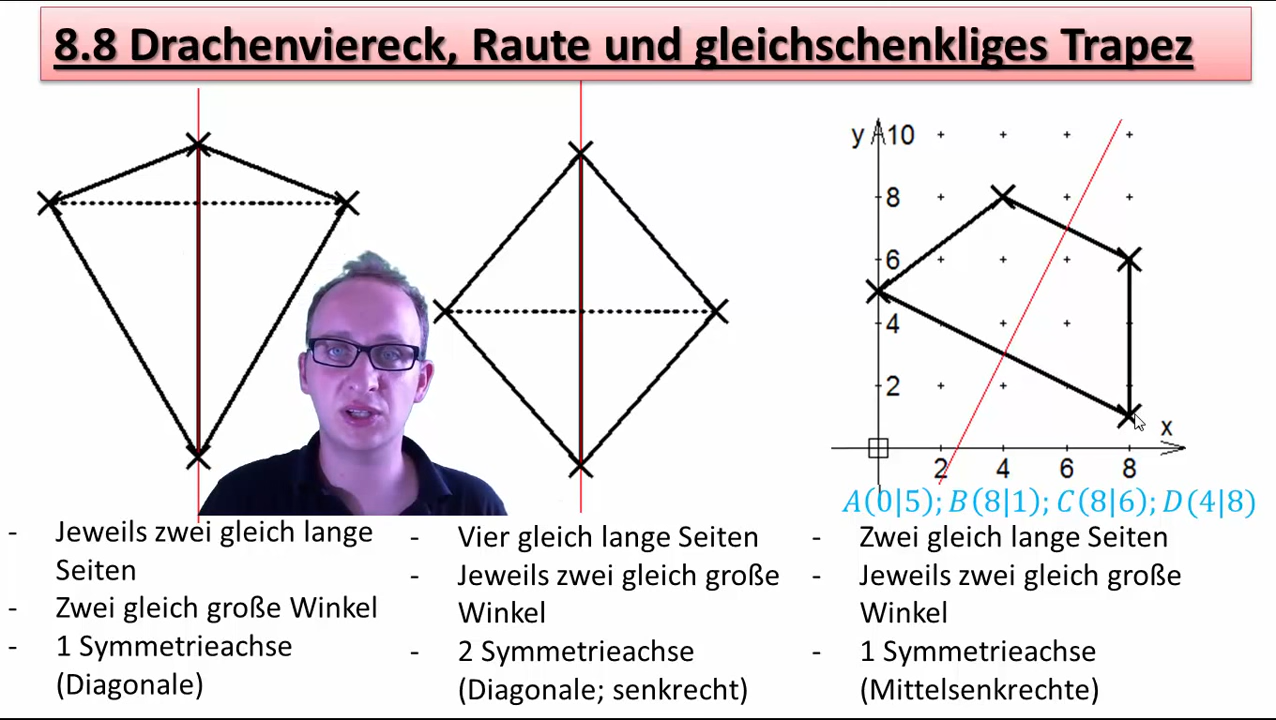 8.8 Drachenviereck, Raute und gleichschenkliges Trapez
y 10
8
6
4
2
x
2 4 6 8
A(0|5); B(8|1); C(8|6); D(4|8)
- Jeweils zwei gleich lange
Seiten
- Zwei gleich große Winkel
- 1 Symmetrieachse
(Diagonale)
- Vier gleich lange Seiten
- Jeweils zwei gleich große
Winkel
- 2 Symmetrieachse
(Diagonale; senkrecht)
- Zwei gleich lange Seiten
- Jeweils zwei gleich große
Winkel
- 1 Symmetrieachse
(Mittelsenkrechte)